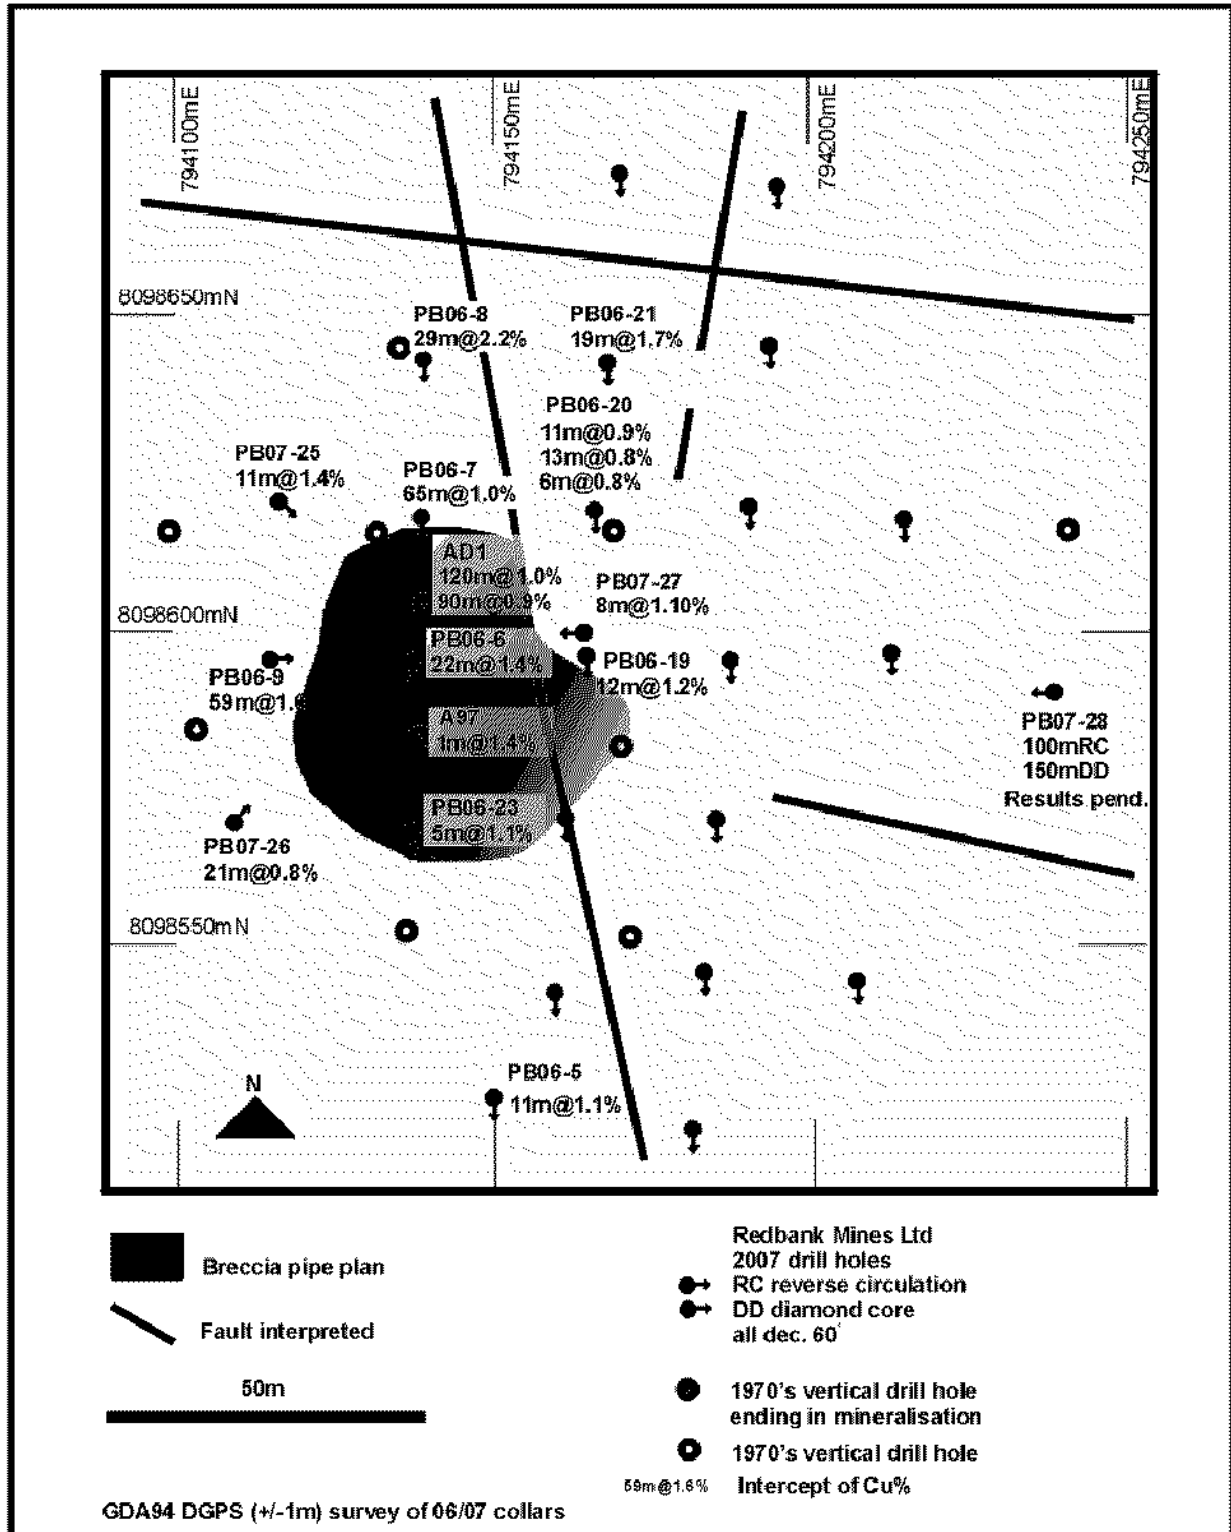 794100mE
794150mE
794200mE
794250mE
8098650mN
PB06-8
29m@2.2%
PB06-21
19m@1.7%
PB06-20
11m@0.9%
13m@0.8%
6m@0.8%
PB07-25
11m@1.4%
PB06-7
65m@1.0%
AD1
120m@1.0%
90m@0.9%
PB07-27
8m@1.10%
8098600mN
PB06-6
22m@1.4%
PB06-19
12m@1.2%
PB06-9
59m@1.6
A97
1m@1.4%
PB07-28
100mRC
150mDD
Results pend.
PB06-23
5m@1.1%
PB07-26
21m@0.8%
8098550mN
PB06-5
11m@1.1%
N
Breccia pipe plan
Fault interpreted
50m
GDA94 DGPS (+/-1m) survey of 06/07 collars
Redbank Mines Ltd
2007 drill holes
RC reverse circulation
DD diamond core
all dec. 60'
1970's vertical drill hole
ending in mineralisation
1970's vertical drill hole
59m@1.6% Intercept of Cu%